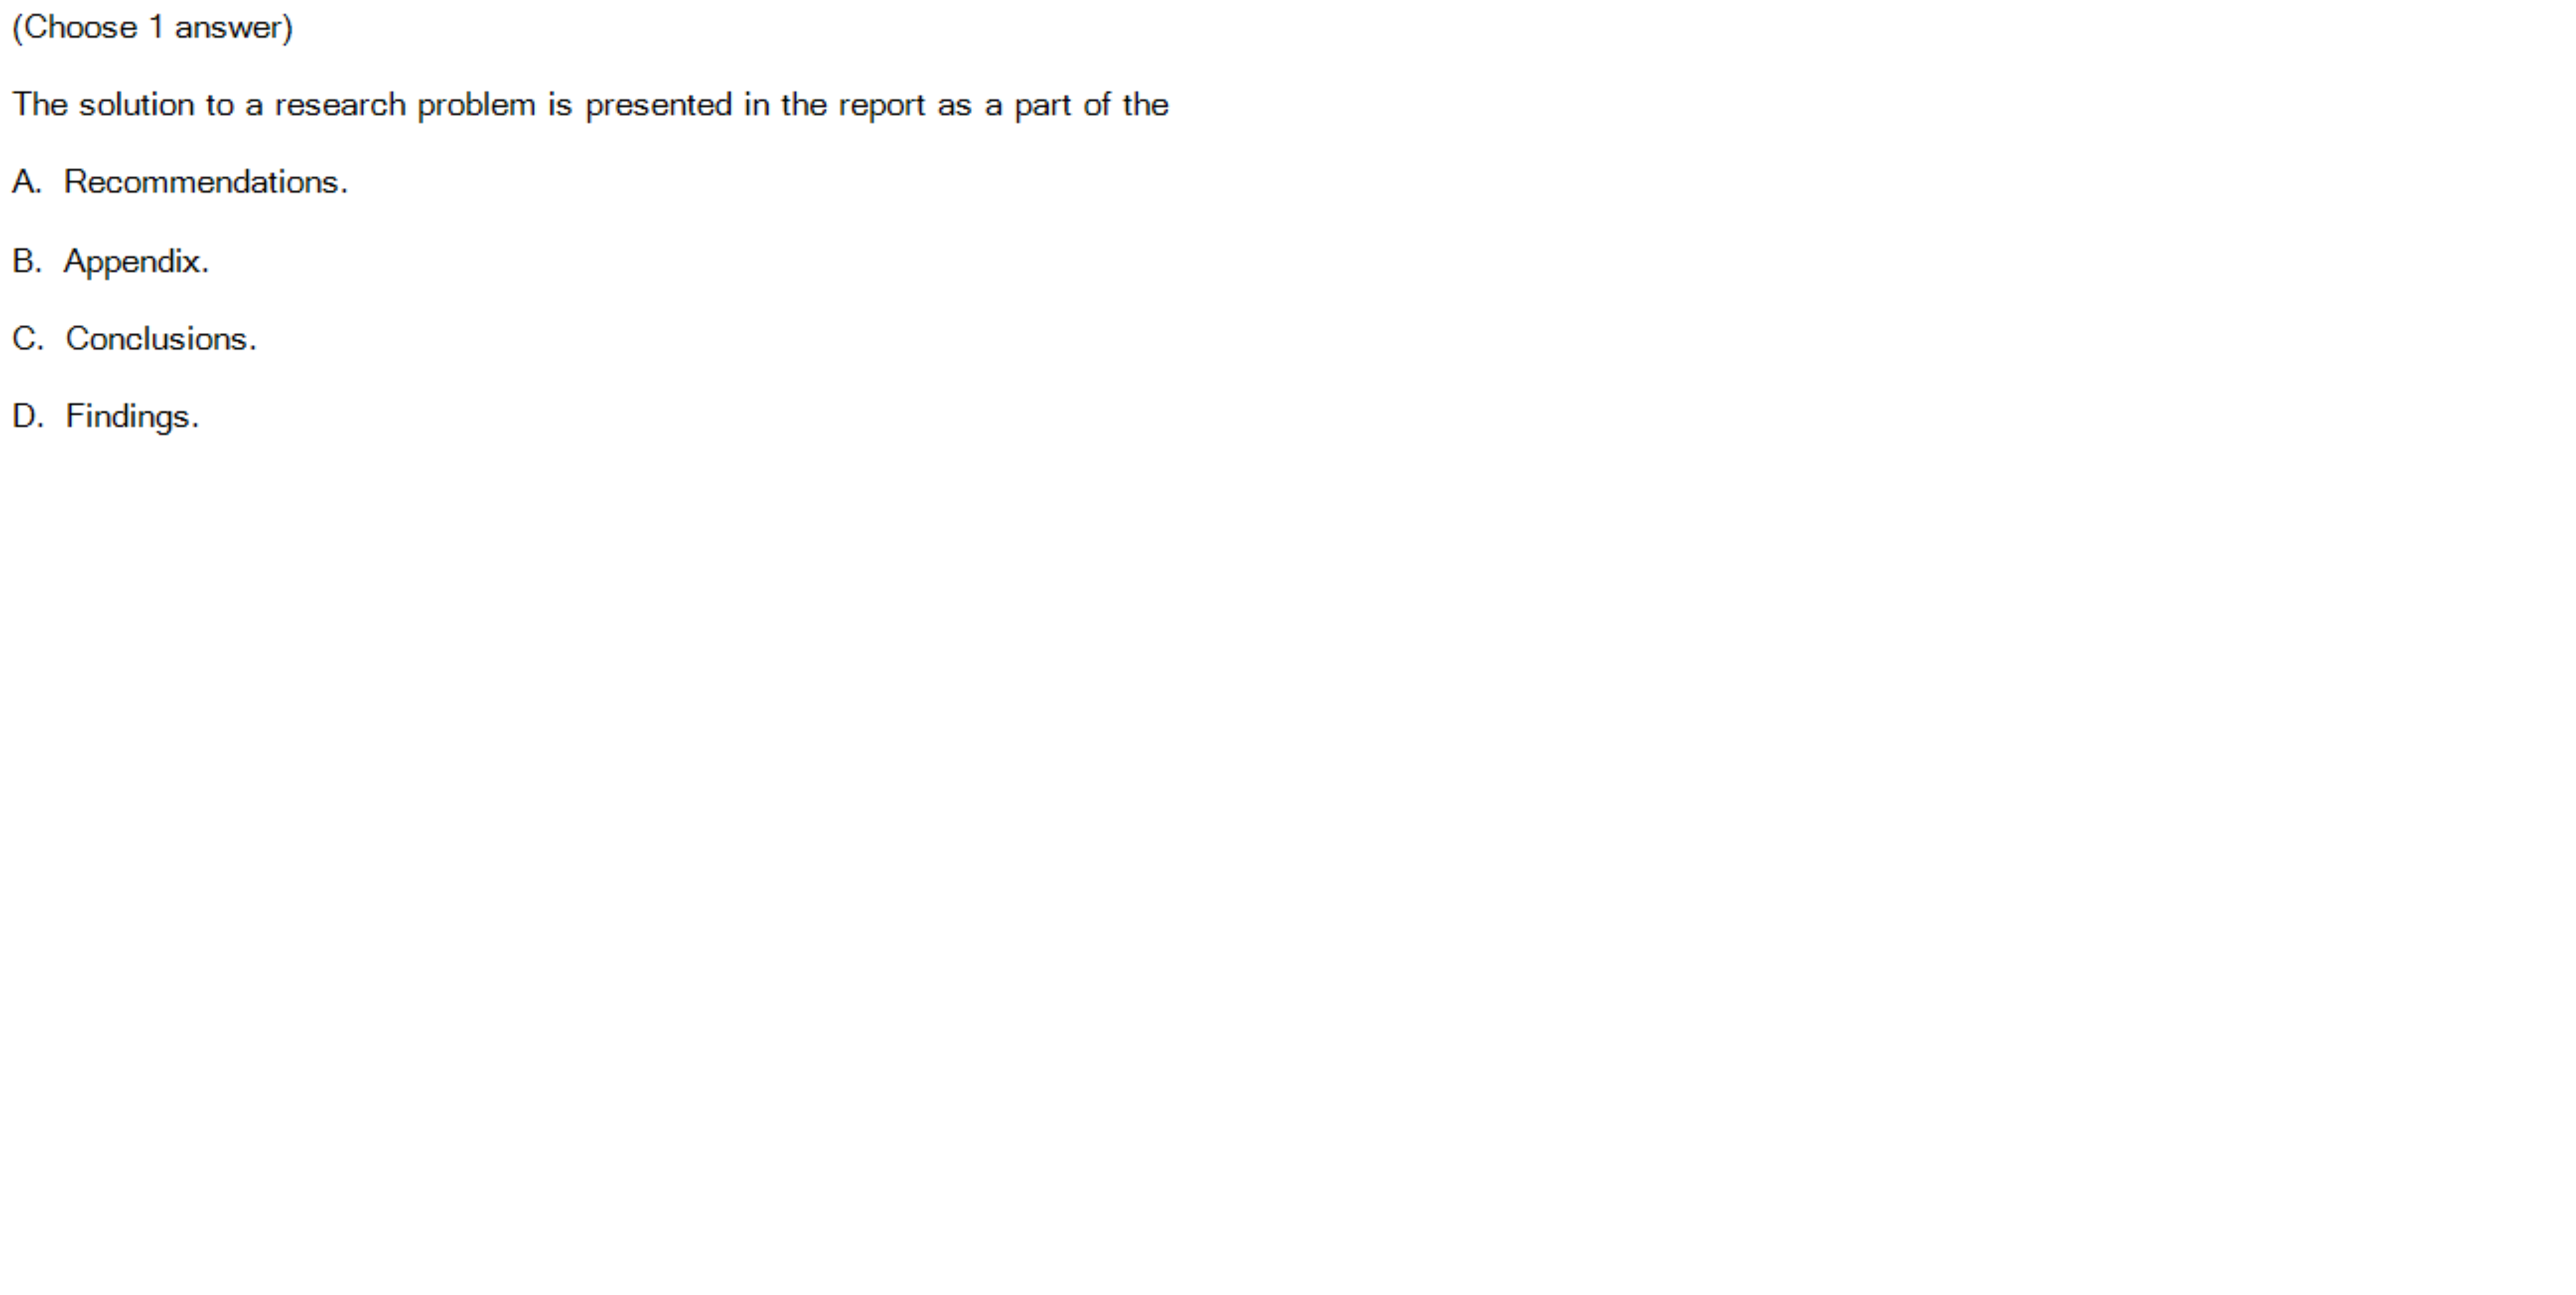 (Choose 1 answer)
The solution to a research problem is presented in the report as a part of the
A. Recommendations.
B. Appendix.
C. Conclusions.
D. Findings.